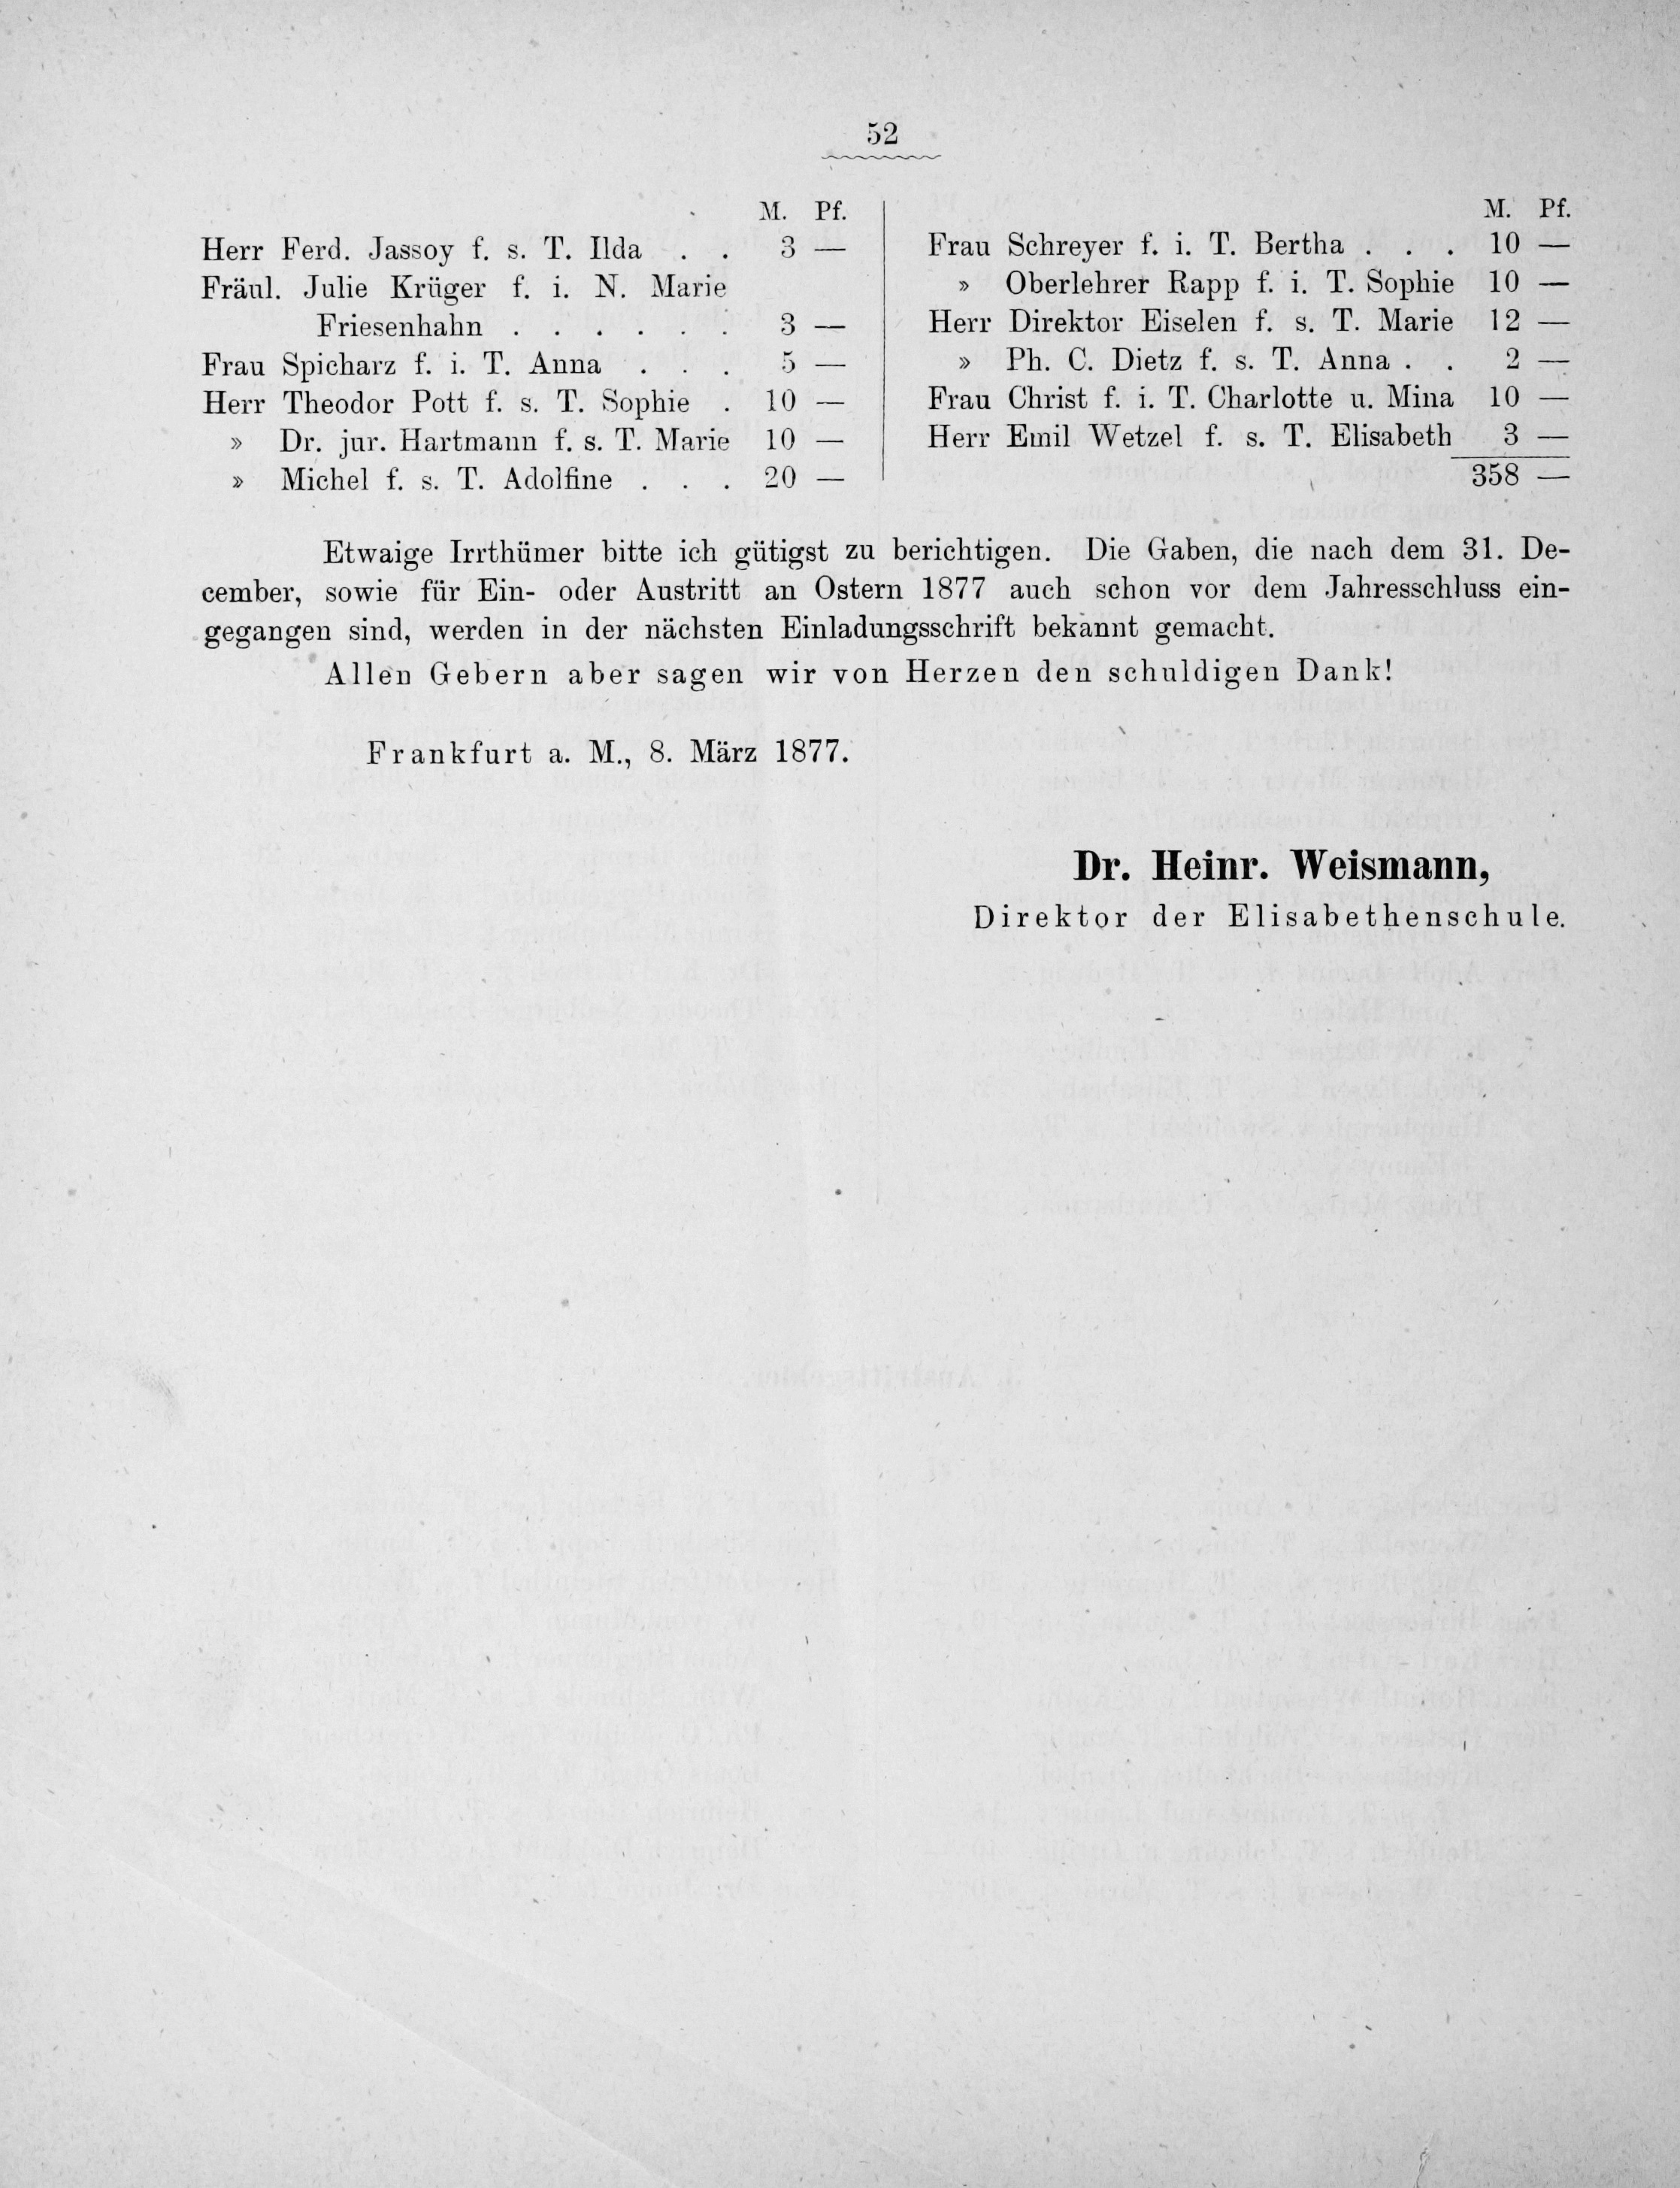 52
M. Pf.
Herr Ferd. Jassoy f. s. T. Ilda . . 3 —
Fräul. Julie Krüger f. i. N. Marie
Friesenhahn . . . . . . 3 —
Frau Spicharz f. i. T. Anna . . . 5 —
Herr Theodor Pott f. s. T. Sophie . 10 —
» Dr. jur. Hartmann f. s. T. Marie 10 —
» Michel f. s. T. Adolfine . . . 20 —
M. Pf.
Frau Schreyer f. i. T. Bertha . . . 10 —
» Oberlehrer Rapp f. i. T. Sophie 10 —
Herr Direktor Eiselen f. s. T. Marie 12 —
» Ph. C. Dietz f. s. T. Anna . . 2 —
Frau Christ f. i. T. Charlotte u. Mina 10 —
Herr Emil Wetzel f. s. T. Elisabeth 3 —
358 —
Etwaige Irrthümer bitte ich gütigst zu berichtigen. Die Gaben, die nach dem 31. De-
cember, sowie für Ein- oder Austritt an Ostern 1877 auch schon vor dem Jahresschluss ein-
gegangen sind, werden in der nächsten Einladungsschrift bekannt gemacht.
Allen Gebern aber sagen wir von Herzen den schuldigen Dank!
Frankfurt a. M., 8. März 1877.
Dr. Heinr. Weismann,
Direktor der Elisabethenschule.